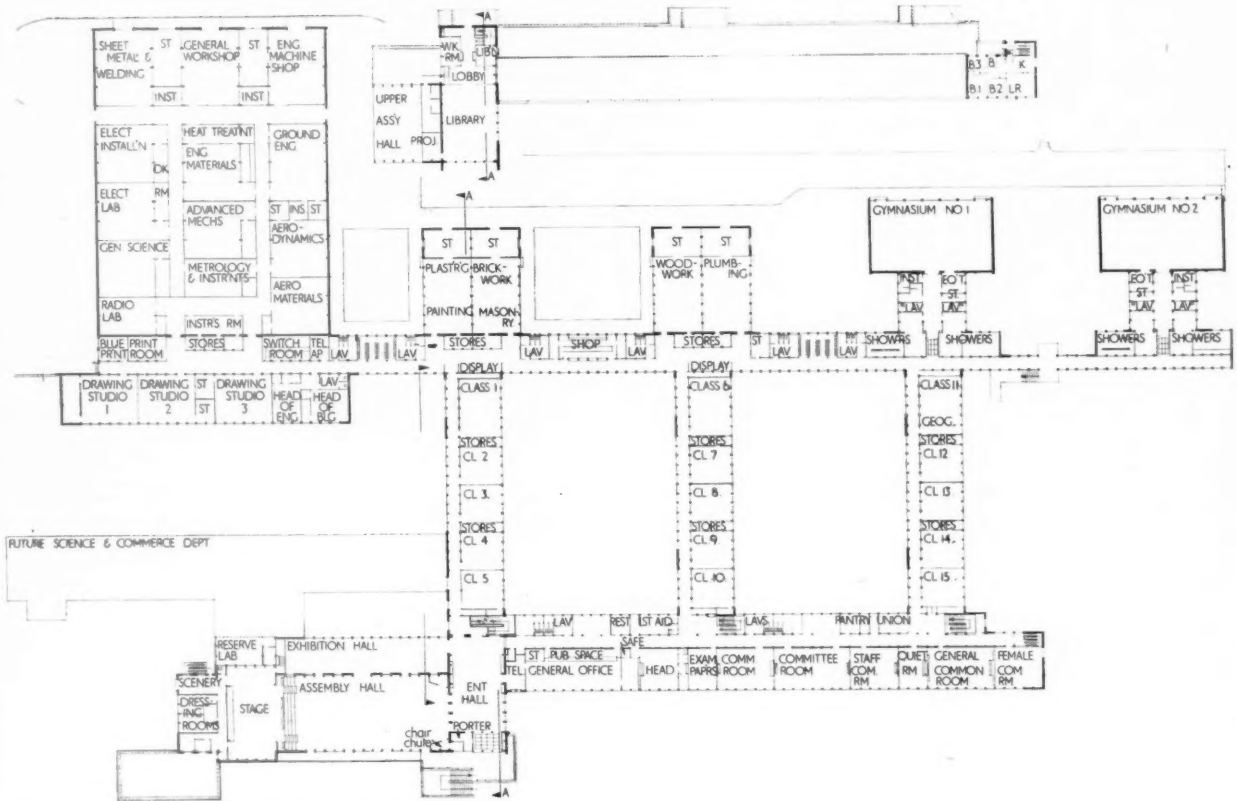 SHEET METAL & WELDING
ST
GENERAL WORKSHOP
ST
ENG MACHINE SHOP
INST
INST
ELECT INSTALL'N
HEAT TREATNT
GROUND ENG
ENG MATERIALS
DK RM
ELECT LAB
ADVANCED MECHS
ST INS ST
AERO-DYNAMICS
GEN SCIENCE
METROLOGY & INSTR'NTS
AERO MATERIALS
RADIO LAB
INSTR'S RM
BLUE PRNT
PRINT ROOM
STORES
SWITCH ROOM
TEL AP
LAV
LAV
DRAWING STUDIO 1
DRAWING STUDIO 2
ST
ST
DRAWING STUDIO 3
HEAD OF ENG
LAV
HEAD OF BLG
A
WK RM
LIBN
LOBBY
UPPER ASS'Y HALL
PROJ
LIBRARY
A
A
B3 B K
B1 B2 LR
ST
ST
PLAST'G
BRICK-WORK
PAINTING
MASON-RY
STORES
LAV
SHOP
LAV
ST
ST
WOOD-WORK
PLUMB-ING
STORES
ST
LAV
LAV
GYMNASIUM NO 1
INST
EQ'T ST
LAV
LAV
SHOWRS
SHOWERS
GYMNASIUM NO 2
EQ'T ST
INST
LAV
LAV
SHOWERS
SHOWERS
DISPLAY
CLASS 1
STORES
CL 2
CL 3.
STORES
CL 4
CL 5
DISPLAY
CLASS 6
STORES
CL 7
CL 8.
STORES
CL 9
CL 10.
CLASS 11
GEOG.
STORES
CL 12
CL 13.
STORES
CL 14.
CL 15.
FUTURE SCIENCE & COMMERCE DEPT
LAV
REST
1ST AID
LAVS
PANTRY
UNION
SAFE
RESERVE LAB
EXHIBITION HALL
ST
PUB SPACE
TEL
GENERAL OFFICE
HEAD
EXAM PAPRS
COMM ROOM
COMMITTEE ROOM
STAFF COM. RM
QUIET RM
GENERAL COMMON ROOM
FEMALE COM RM
SCENERY
DRESS-ING ROOMS
STAGE
ASSEMBLY HALL
ENT HALL
PORTER
chair chute
A